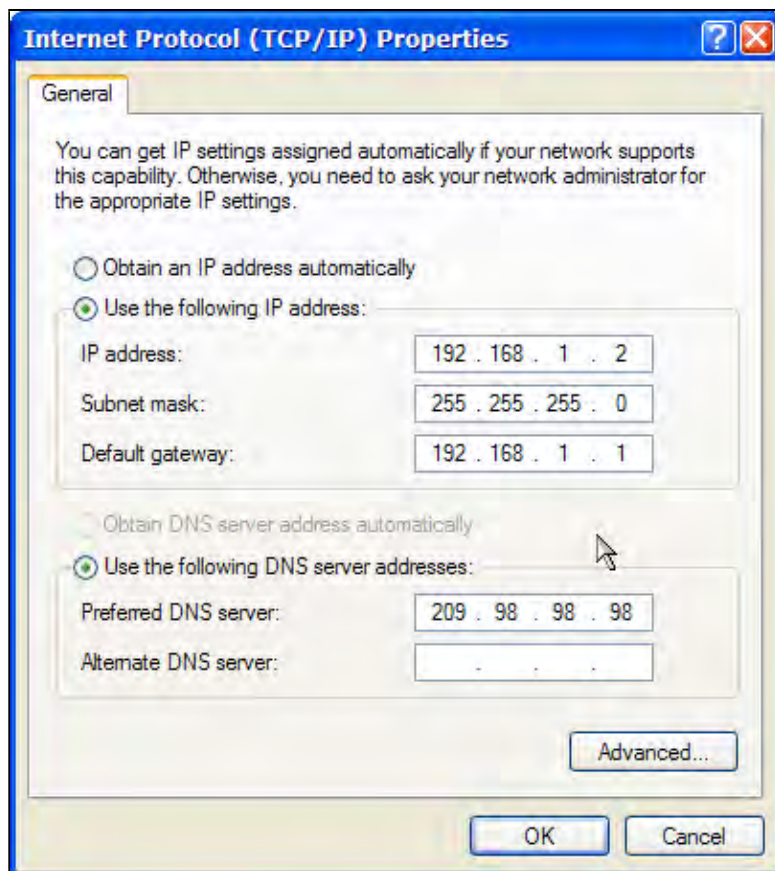 Internet Protocol (TCP/IP) Properties
General
You can get IP settings assigned automatically if your network supports
this capability. Otherwise, you need to ask your network administrator for
the appropriate IP settings.
Obtain an IP address automatically
Use the following IP address:
IP address: 192 . 168 . 1 . 2
Subnet mask: 255 . 255 . 255 . 0
Default gateway: 192 . 168 . 1 . 1
Obtain DNS server address automatically
Use the following DNS server addresses:
Preferred DNS server: 209 . 98 . 98 . 98
Alternate DNS server: . . .
Advanced...
OK Cancel